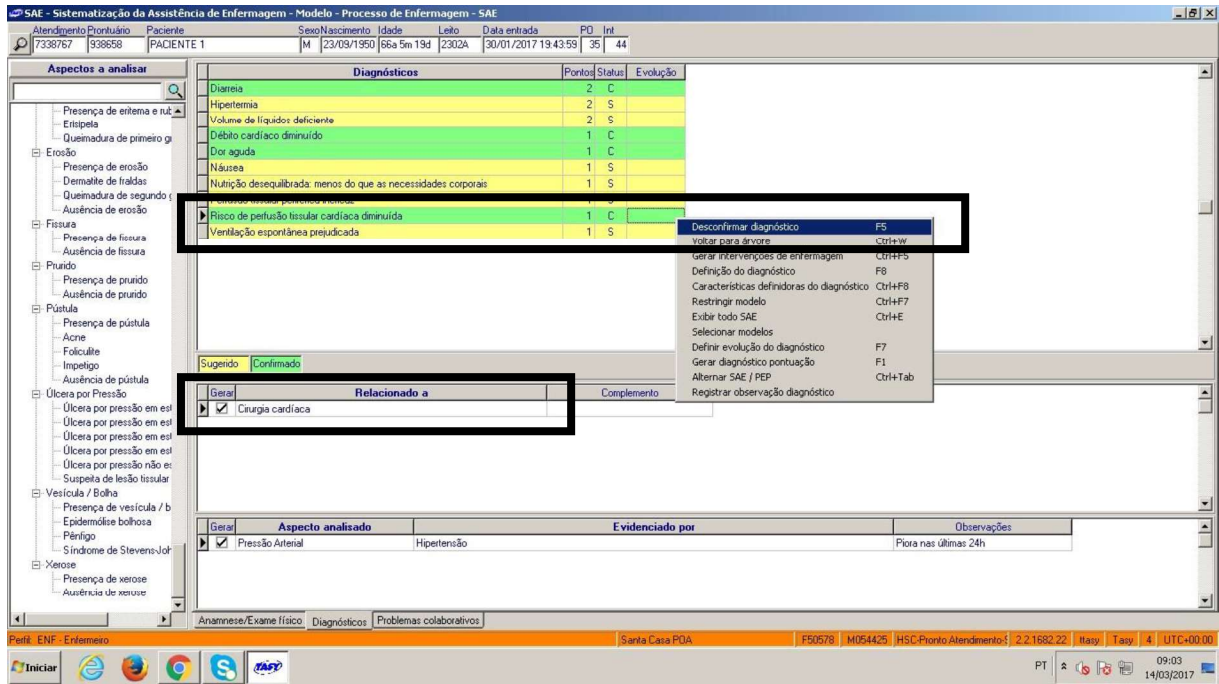 SAE - Sistematização da Assistência de Enfermagem - Modelo - Processo de Enfermagem - SAE
Atendimento Prontuário Paciente Sexo Nascimento Idade Leito Data entrada PO Int
7338767 938658 PACIENTE 1 M 23/09/1950 66a 5m 19d 2302A 30/01/2017 19:43:59 35 44
Aspectos a analisar
Presença de eritema e rub
Erisipela
Queimadura de primeiro gr
Erosão
Presença de erosão
Dermatite de fraldas
Queimadura de segundo g
Ausência de erosão
Fissura
Presença de fissura
Ausência de fissura
Prurido
Presença de prurido
Ausência de prurido
Pústula
Presença de pústula
Acne
Foliculite
Impetigo
Ausência de pústula
Úlcera por Pressão
Úlcera por pressão em est
Úlcera por pressão em est
Úlcera por pressão em est
Úlcera por pressão em est
Úlcera por pressão não es
Suspeita de lesão tissular
Vesícula / Bolha
Presença de vesícula / b
Epidermólise bolhosa
Pênfigo
Síndrome de Stevens-Joh
Xerose
Presença de xerose
Ausência de xerose
Diagnósticos Pontos Status Evolução
Diarreia 2 C
Hipertermia 2 S
Volume de líquidos deficiente 2 S
Débito cardíaco diminuído 1 C
Dor aguda 1 C
Náusea 1 S
Nutrição desequilibrada: menos do que as necessidades corporais 1 S
Perfusão tissular periférica ineficaz 1 S
Risco de perfusão tissular cardíaca diminuída 1 C
Ventilação espontânea prejudicada 1 S
Desconfirmar diagnóstico F5
Voltar para árvore Ctrl+W
Gerar intervenções de enfermagem Ctrl+F5
Definição do diagnóstico F8
Características definidoras do diagnóstico Ctrl+F8
Restringir modelo Ctrl+F7
Exibir todo SAE Ctrl+E
Selecionar modelos
Definir evolução do diagnóstico F7
Gerar diagnóstico pontuação F1
Alternar SAE / PEP Ctrl+Tab
Registrar observação diagnóstico
Sugerido Confirmado
Gerar Relacionado a Complemento
Cirurgia cardíaca
Gerar Aspecto analisado Evidenciado por Observações
Pressão Arterial Hipertensão Piora nas últimas 24h
Anamnese/Exame físico Diagnósticos Problemas colaborativos
Perfil: ENF - Enfermeiro Santa Casa POA F50578 M054425 HSC-Pronto Atendimento-S 2.2.1682.22 ltasy Tasy 4 UTC+00:00
Iniciar TASY PT 09:03
14/03/2017